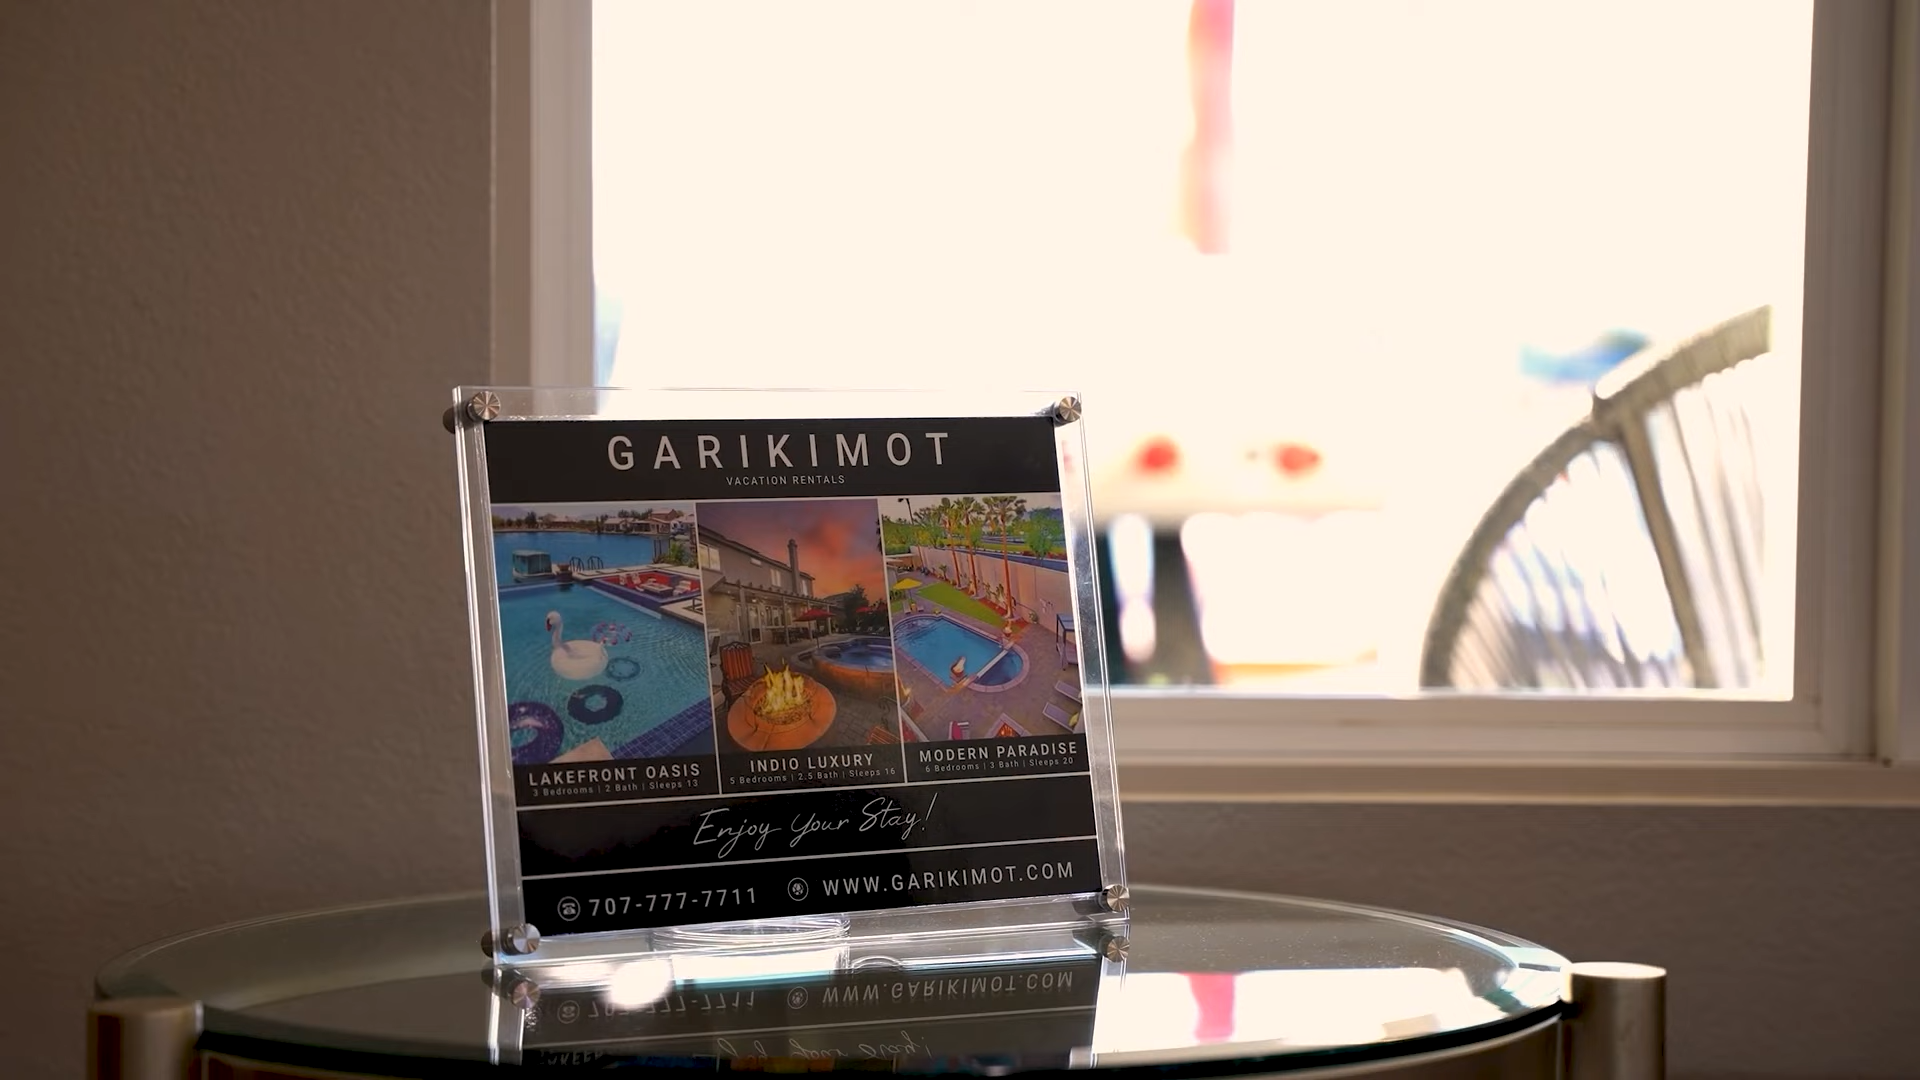 GARIKIMOT
VACATION RENTALS
LAKEFRONT OASIS
3 Bedrooms | 2 Bath | Sleeps 13
INDIO LUXURY
5 Bedrooms | 2.5 Bath | Sleeps 16
MODERN PARADISE
6 Bedrooms | 3 Bath | Sleeps 20
Enjoy Your Stay!
707-777-7711 WWW.GARIKIMOT.COM